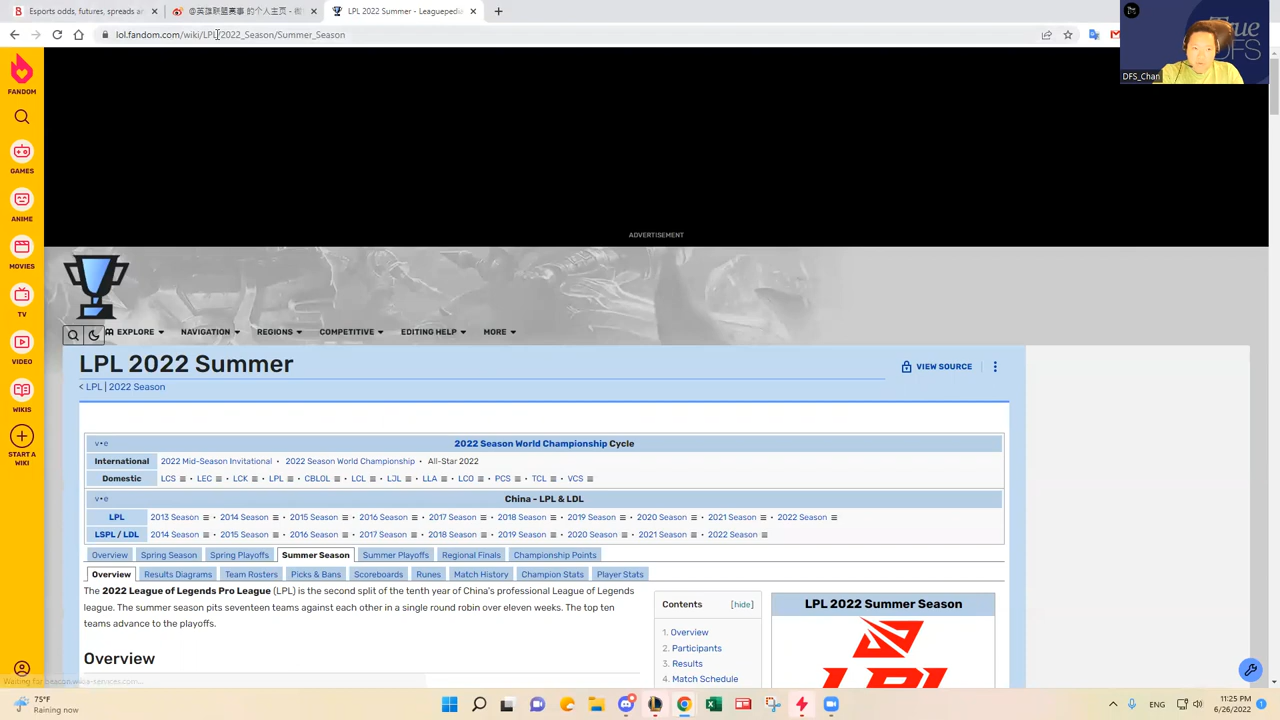 Esports odds, futures, spreads and
@英雄联盟赛事 的个人主页 -
LPL 2022 Summer - Leaguepedia
lol.fandom.com/wiki/LPL/2022_Season/Summer_Season
True
DFS
DFS_Chan
FANDOM
GAMES
ANIME
MOVIES
TV
VIDEO
WIKIS
START A
WIKI
ADVERTISEMENT
EXPLORE NAVIGATION REGIONS COMPETITIVE EDITING HELP MORE
LPL 2022 Summer
VIEW SOURCE
< LPL | 2022 Season
v•e 2022 Season World Championship Cycle
International 2022 Mid-Season Invitational • 2022 Season World Championship • All-Star 2022
Domestic LCS • LEC • LCK • LPL • CBLOL • LCL • LJL • LLA • LCO • PCS • TCL • VCS
v•e China - LPL & LDL
LPL 2013 Season • 2014 Season • 2015 Season • 2016 Season • 2017 Season • 2018 Season • 2019 Season • 2020 Season • 2021 Season • 2022 Season
LSPL / LDL 2014 Season • 2015 Season • 2016 Season • 2017 Season • 2018 Season • 2019 Season • 2020 Season • 2021 Season • 2022 Season
Overview Spring Season Spring Playoffs Summer Season Summer Playoffs Regional Finals Championship Points
Overview Results Diagrams Team Rosters Picks & Bans Scoreboards Runes Match History Champion Stats Player Stats
The 2022 League of Legends Pro League (LPL) is the second split of the tenth year of China's professional League of Legends
league. The summer season pits seventeen teams against each other in a single round robin over eleven weeks. The top ten
teams advance to the playoffs.
Overview
Contents [hide]
1. Overview
2. Participants
3. Results
4. Match Schedule
LPL 2022 Summer Season
LPL
Waiting for beacon.wikia-services.com...
75°F
Raining now
ENG
11:25 PM
6/26/2022